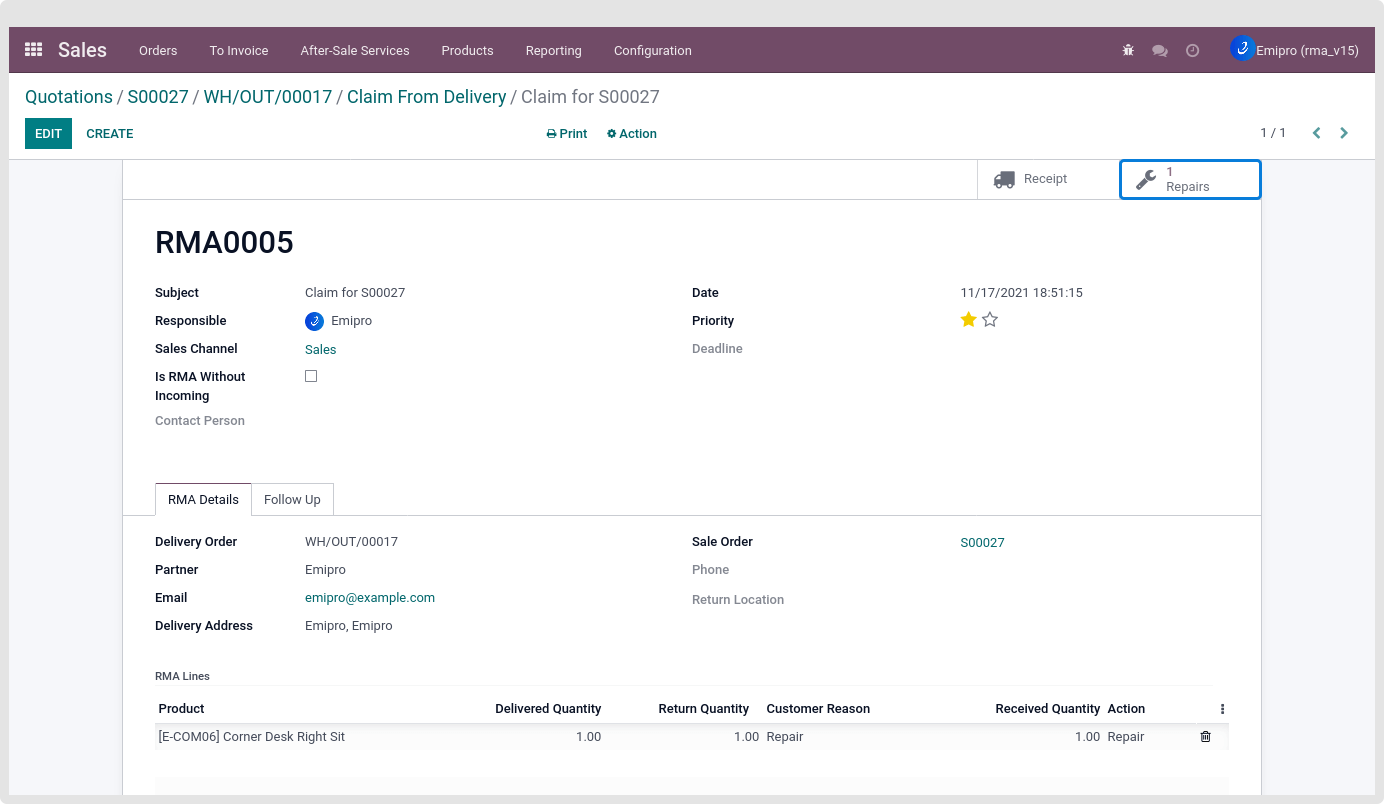 Sales Orders To Invoice After-Sale Services Products Reporting Configuration Emipro (rma_v15)
Quotations / S00027 / WH/OUT/00017 / Claim From Delivery / Claim for S00027
EDIT CREATE Print Action 1 / 1
Receipt 1
Repairs
RMA0005
Subject Claim for S00027 Date 11/17/2021 18:51:15
Responsible Emipro Priority
Sales Channel Sales Deadline
Is RMA Without
Incoming
Contact Person
RMA Details Follow Up
Delivery Order WH/OUT/00017 Sale Order S00027
Partner Emipro Phone
Email emipro@example.com Return Location
Delivery Address Emipro, Emipro
RMA Lines
Product Delivered Quantity Return Quantity Customer Reason Received Quantity Action
[E-COM06] Corner Desk Right Sit 1.00 1.00 Repair 1.00 Repair